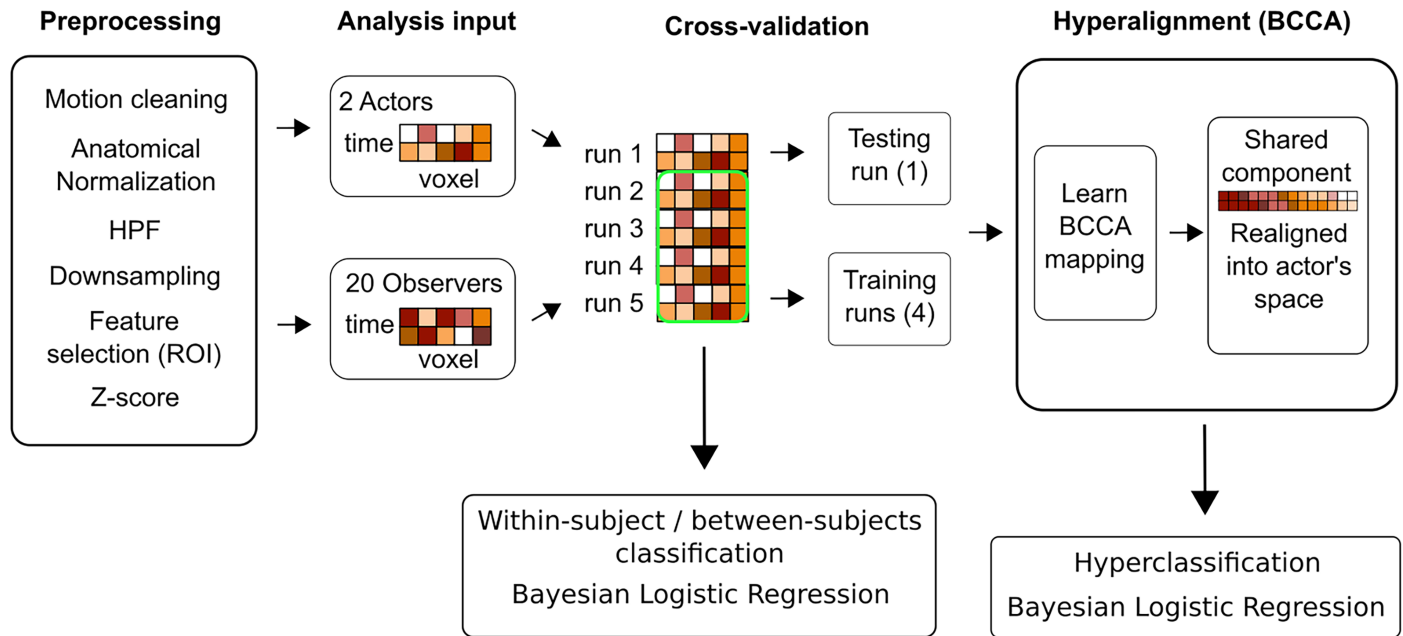 Preprocessing
Motion cleaning
Anatomical
Normalization
HPF
Downsampling
Feature
selection (ROI)
Z-score
Analysis input
2 Actors
time
voxel
20 Observers
time
voxel
Cross-validation
run 1
run 2
run 3
run 4
run 5
Testing
run (1)
Training
runs (4)
Hyperalignment (BCCA)
Learn
BCCA
mapping
Shared
component
Realigned
into actor's
space
Within-subject / between-subjects
classification
Bayesian Logistic Regression
Hyperclassification
Bayesian Logistic Regression